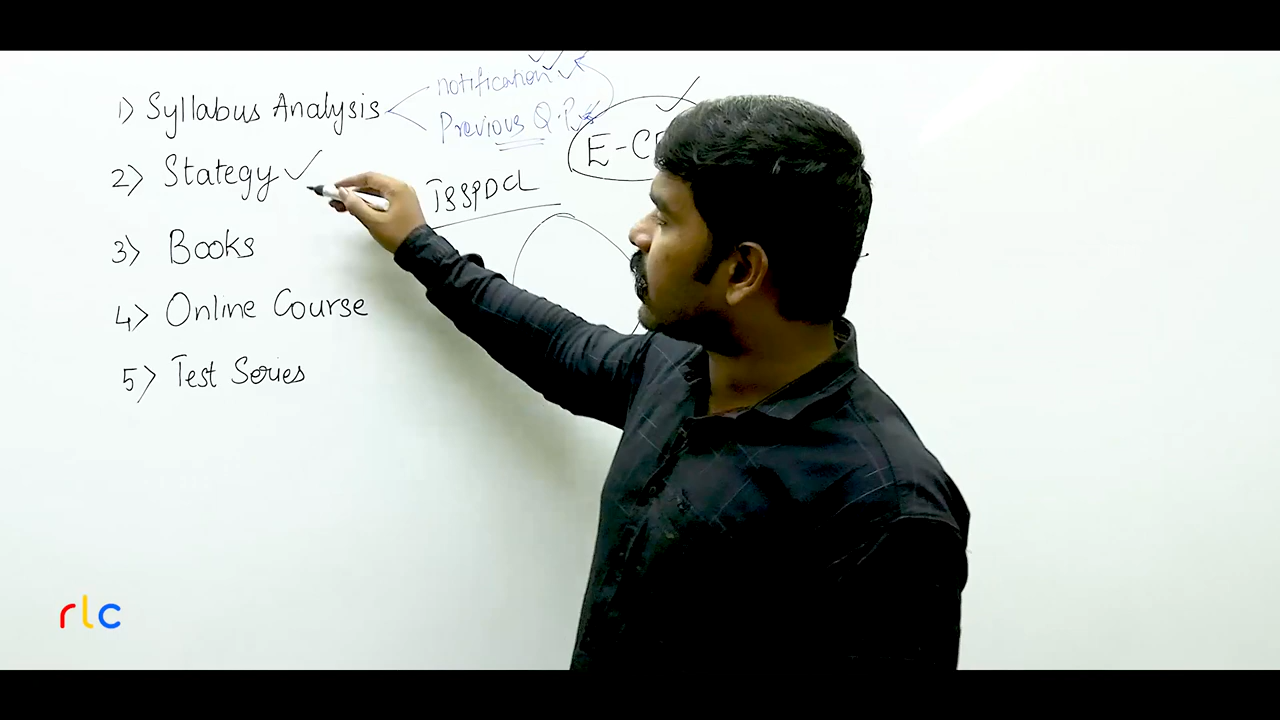 notification
1) Syllabus Analysis
Previous Q.P
E-C
2) Stategy
TSSPDCL
3) Books
4) Online Course
5) Test Series
rlc